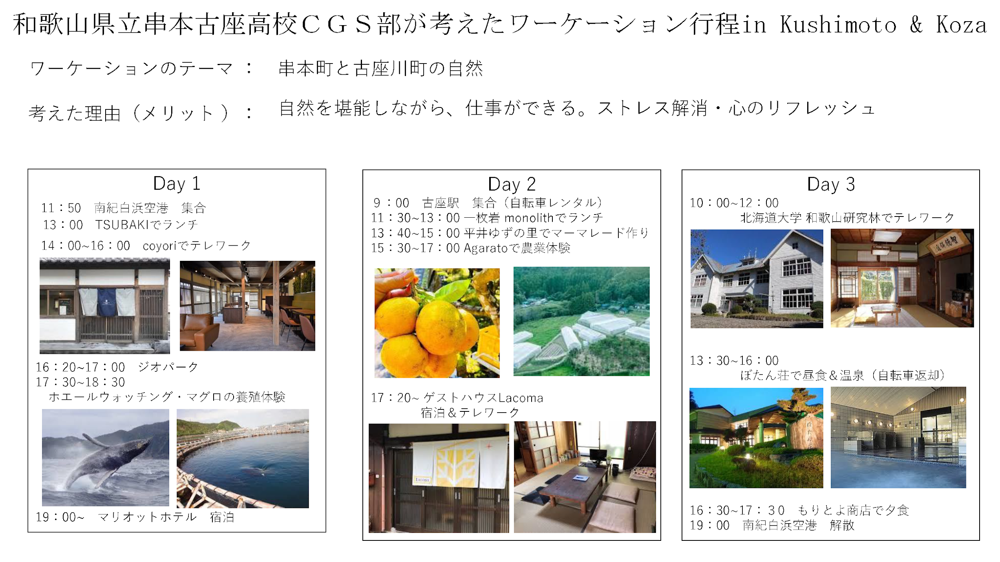 和歌山県立串本古座高校ＣＧＳ部が考えたワーケーション行程in Kushimoto & Koza
ワーケーションのテーマ ：　串本町と古座川町の自然
考えた理由（メリット ）：　自然を堪能しながら、仕事ができる。ストレス解消・心のリフレッシュ
Day 1
11：50　南紀白浜空港　集合
13：00　TSUBAKIでランチ
14：00~16：00　coyoriでテレワーク
16：20~17：00　ジオパーク
17：30~18：30
ホエールウォッチング・マグロの養殖体験
19：00~　マリオットホテル　宿泊
Day 2
9 ：00　古座駅　集合（自転車レンタル）
11：30~13：00 一枚岩 monolithでランチ
13：40~15：00 平井ゆずの里でマーマレード作り
15：30~17：00 Agaratoで農業体験
17：20~ ゲストハウスLacoma
宿泊＆テレワーク
Lacoma
Day 3
10：00~12：00
北海道大学 和歌山研究林でテレワーク
13：30~16：00
ぼたん荘で昼食＆温泉（自転車返却）
ぼたん荘
16：30~17：３０　もりとよ商店で夕食
19：00　南紀白浜空港　解散